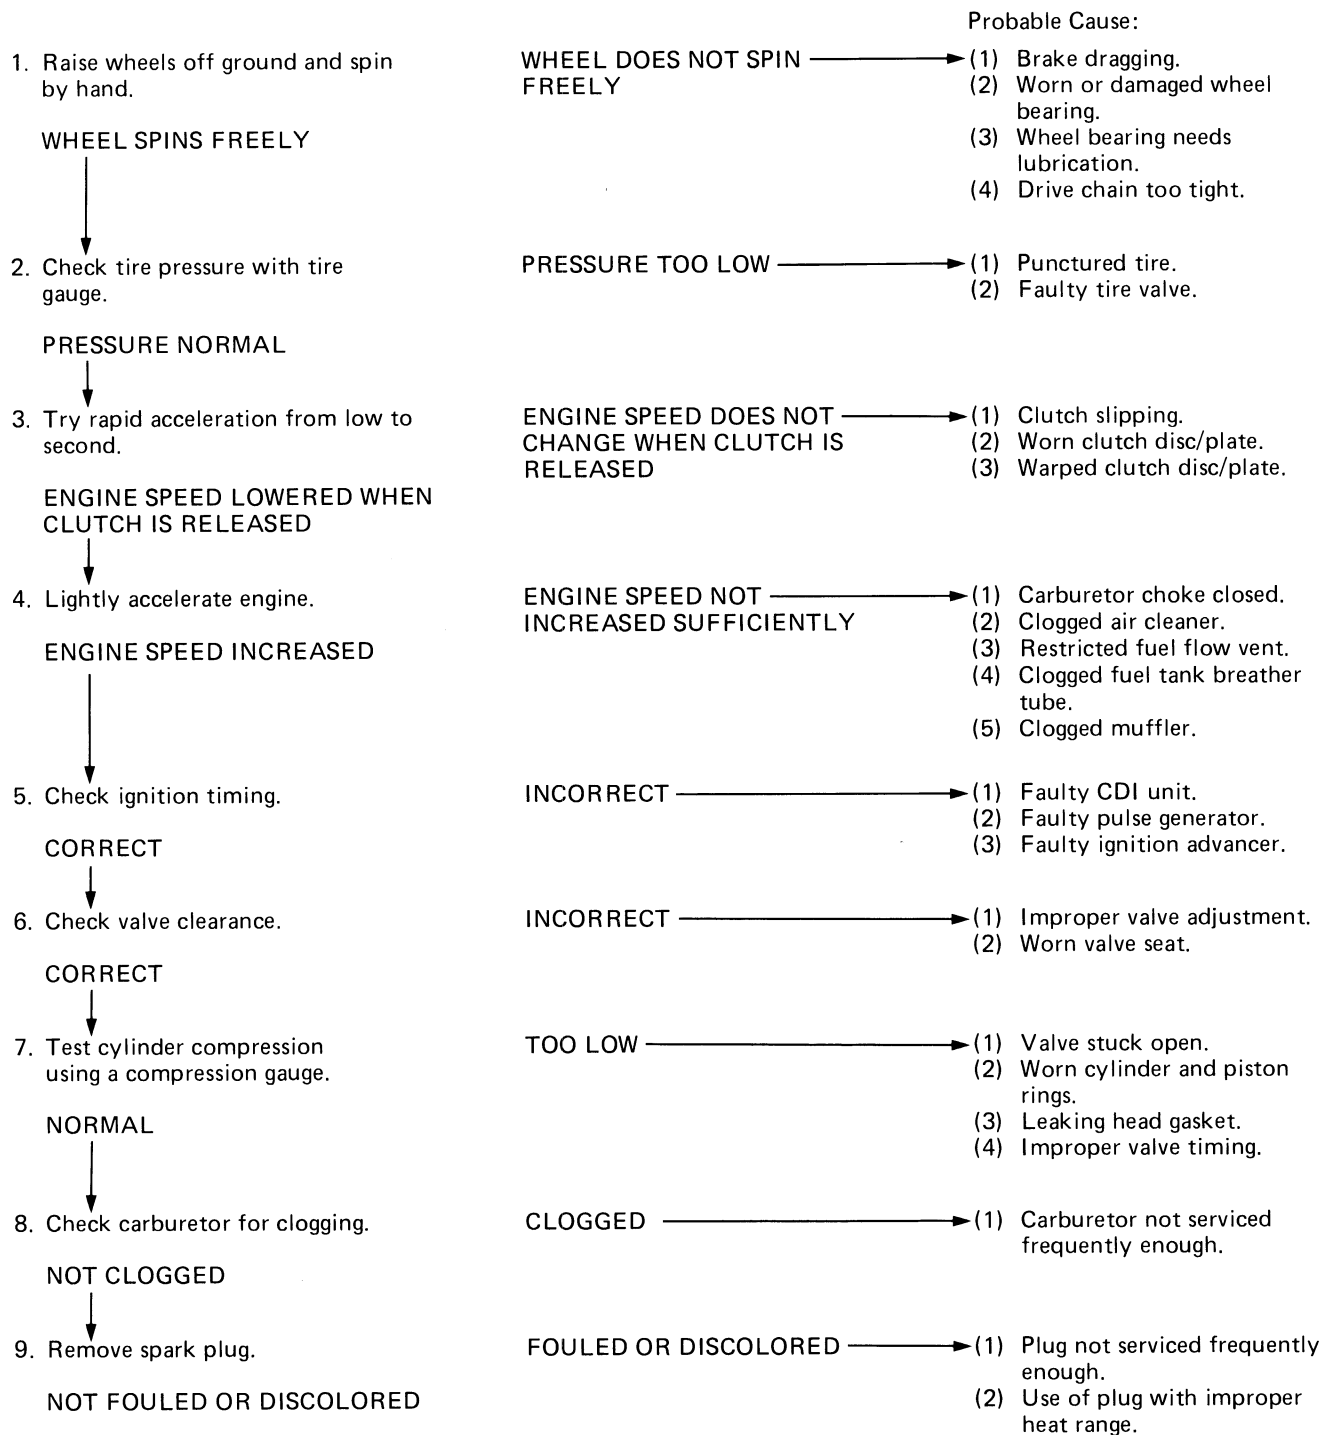 Probable Cause:
1. Raise wheels off ground and spin
by hand.
WHEEL SPINS FREELY
WHEEL DOES NOT SPIN
FREELY
(1) Brake dragging.
(2) Worn or damaged wheel
bearing.
(3) Wheel bearing needs
lubrication.
(4) Drive chain too tight.
2. Check tire pressure with tire
gauge.
PRESSURE NORMAL
PRESSURE TOO LOW
(1) Punctured tire.
(2) Faulty tire valve.
3. Try rapid acceleration from low to
second.
ENGINE SPEED LOWERED WHEN
CLUTCH IS RELEASED
ENGINE SPEED DOES NOT
CHANGE WHEN CLUTCH IS
RELEASED
(1) Clutch slipping.
(2) Worn clutch disc/plate.
(3) Warped clutch disc/plate.
4. Lightly accelerate engine.
ENGINE SPEED INCREASED
ENGINE SPEED NOT
INCREASED SUFFICIENTLY
(1) Carburetor choke closed.
(2) Clogged air cleaner.
(3) Restricted fuel flow vent.
(4) Clogged fuel tank breather
tube.
(5) Clogged muffler.
5. Check ignition timing.
CORRECT
INCORRECT
(1) Faulty CDI unit.
(2) Faulty pulse generator.
(3) Faulty ignition advancer.
6. Check valve clearance.
CORRECT
INCORRECT
(1) Improper valve adjustment.
(2) Worn valve seat.
7. Test cylinder compression
using a compression gauge.
NORMAL
TOO LOW
(1) Valve stuck open.
(2) Worn cylinder and piston
rings.
(3) Leaking head gasket.
(4) Improper valve timing.
8. Check carburetor for clogging.
NOT CLOGGED
CLOGGED
(1) Carburetor not serviced
frequently enough.
9. Remove spark plug.
NOT FOULED OR DISCOLORED
FOULED OR DISCOLORED
(1) Plug not serviced frequently
enough.
(2) Use of plug with improper
heat range.